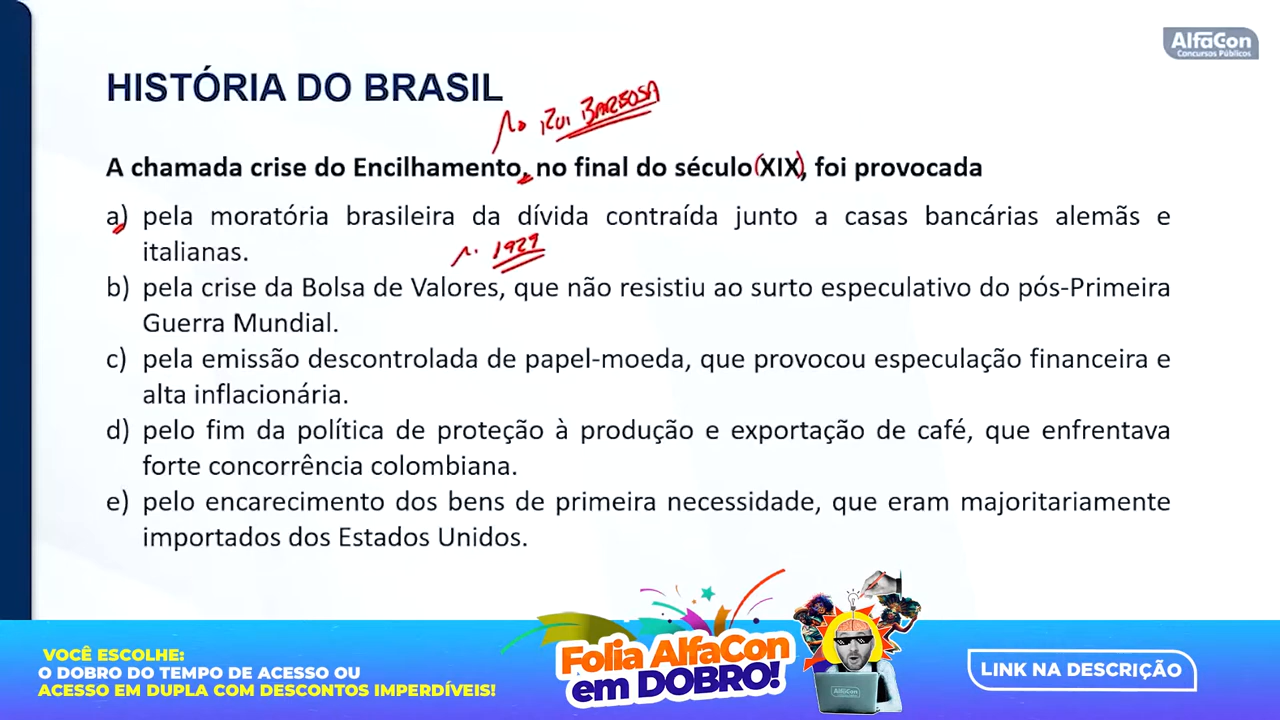 AlfaCon
Concursos Públicos
HISTÓRIA DO BRASIL
RUI BARBOSA
A chamada crise do Encilhamento, no final do século (XIX), foi provocada
a) pela moratória brasileira da dívida contraída junto a casas bancárias alemãs e
italianas.
1929
b) pela crise da Bolsa de Valores, que não resistiu ao surto especulativo do pós-Primeira
Guerra Mundial.
c) pela emissão descontrolada de papel-moeda, que provocou especulação financeira e
alta inflacionária.
d) pelo fim da política de proteção à produção e exportação de café, que enfrentava
forte concorrência colombiana.
e) pelo encarecimento dos bens de primeira necessidade, que eram majoritariamente
importados dos Estados Unidos.
VOCÊ ESCOLHE:
O DOBRO DO TEMPO DE ACESSO OU
ACESSO EM DUPLA COM DESCONTOS IMPERDÍVEIS!
Folia AlfaCon
em DOBRO!
AlfaCon
LINK NA DESCRIÇÃO